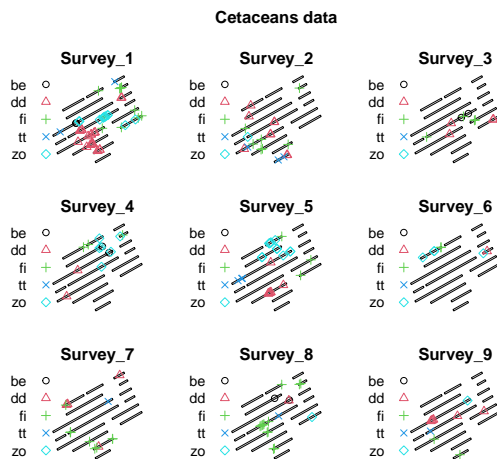 Cetaceans data
Survey_1
be
dd
fi
tt
zo
Survey_2
be
dd
fi
tt
zo
Survey_3
be
dd
fi
tt
zo
Survey_4
be
dd
fi
tt
zo
Survey_5
be
dd
fi
tt
zo
Survey_6
be
dd
fi
tt
zo
Survey_7
be
dd
fi
tt
zo
Survey_8
be
dd
fi
tt
zo
Survey_9
be
dd
fi
tt
zo